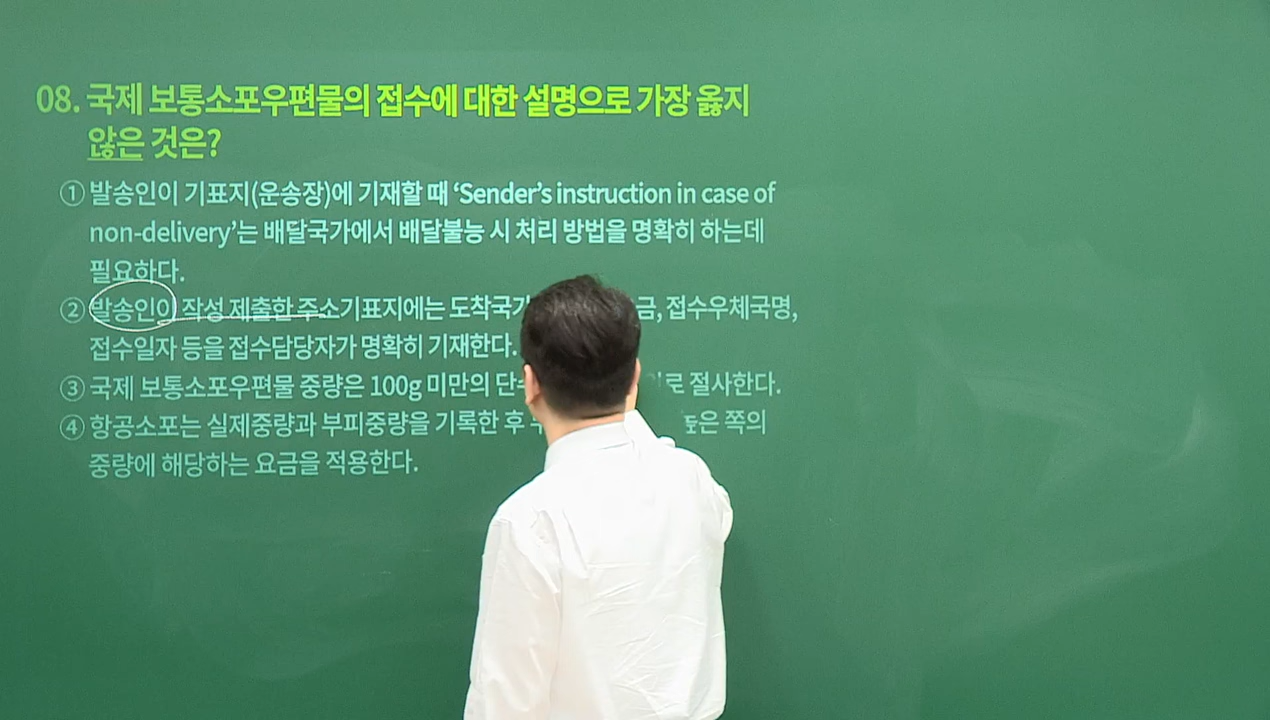 08. 국제 보통소포우편물의 접수에 대한 설명으로 가장 옳지
않은 것은?
① 발송인이 기표지(운송장)에 기재할 때 ‘Sender’s instruction in case of
non-delivery’는 배달국가에서 배달불능 시 처리 방법을 명확히 하는데
필요하다.
② 발송인이 작성 제출한 주소기표지에는 도착국가 금, 접수우체국명,
접수일자 등을 접수담당자가 명확히 기재한다.
③ 국제 보통소포우편물 중량은 100g 미만의 로 절사한다.
④ 항공소포는 실제중량과 부피중량을 기록한 후 높은 쪽의
중량에 해당하는 요금을 적용한다.